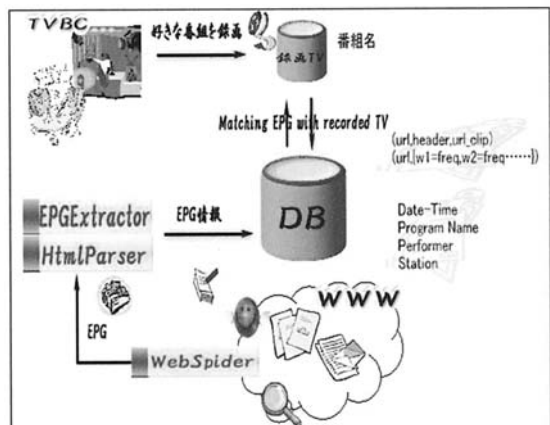 TVBC
好きな番組を録画
録画TV
番組名
Matching EPG with recorded TV
(url,header,url_clip)
(url,[w1=freq,w2=freq……])
DB
EPGExtractor
HtmlParser
EPG情報
Date-Time
Program Name
Performer
Station
WWW
EPG
WebSpider